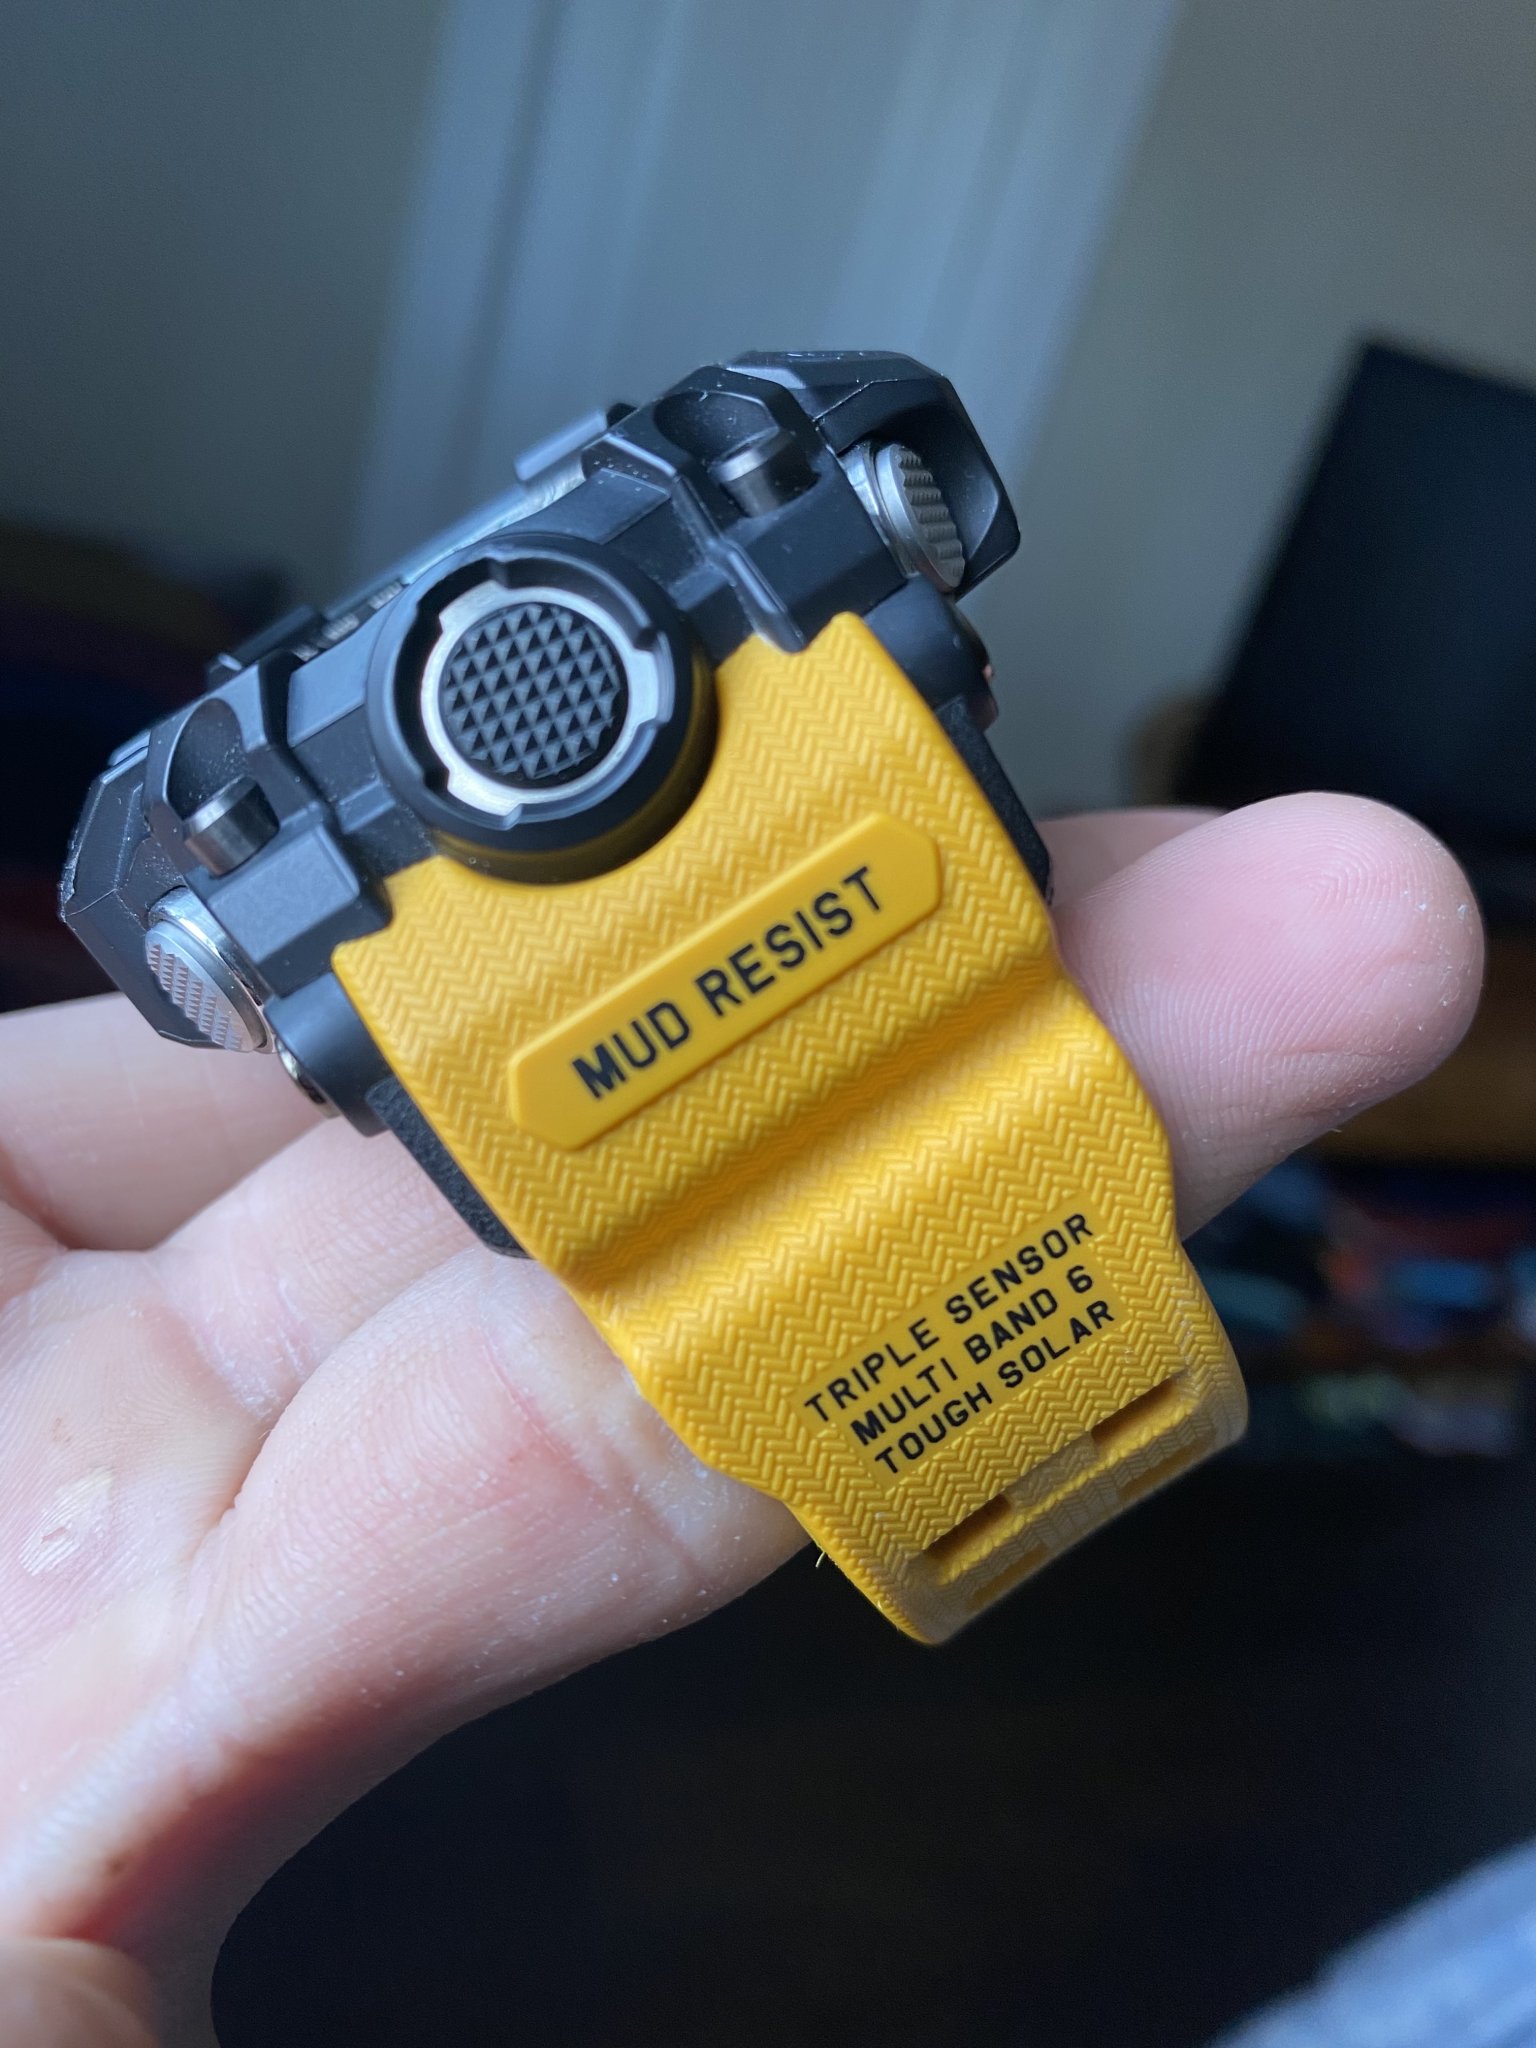 MUD RESIST
TRIPLE SENSOR
MULTI BAND 6
TOUGH SOLAR